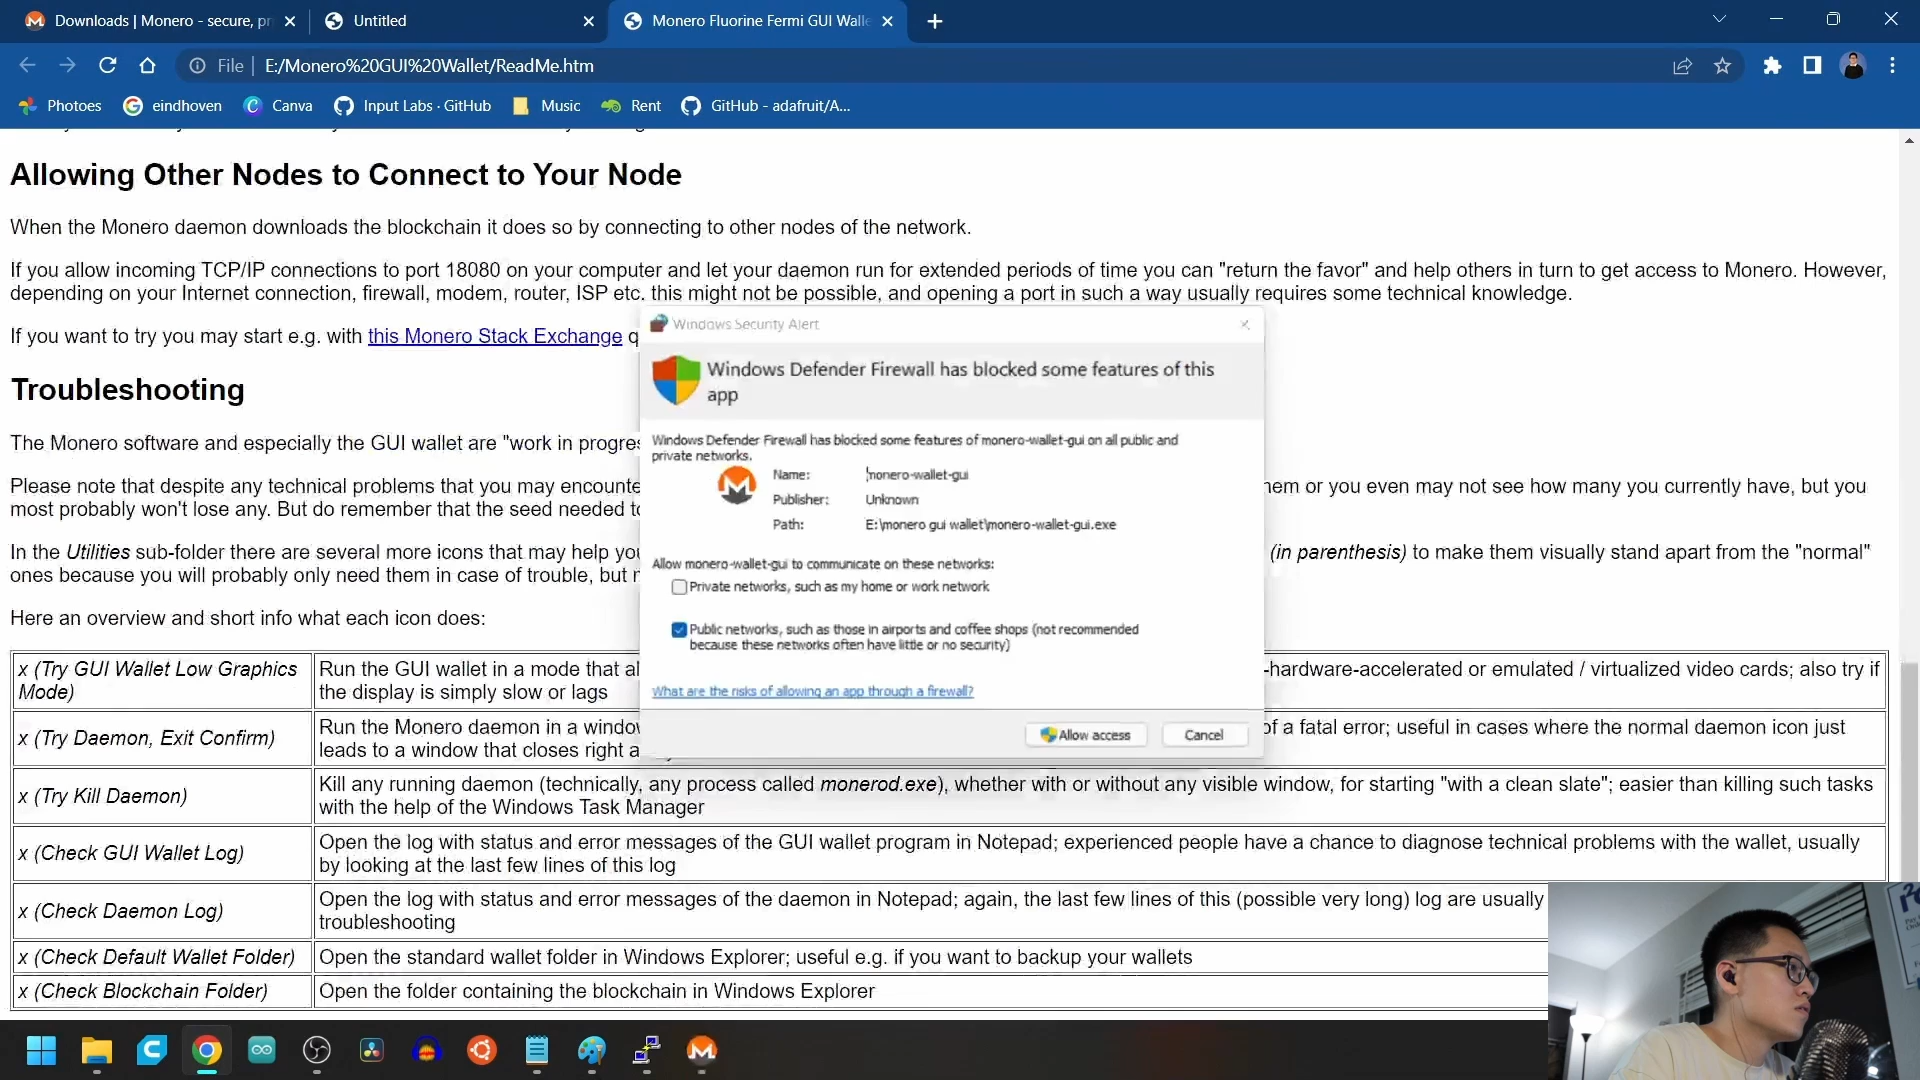 Downloads | Monero - secure, pr
Untitled
Monero Fluorine Fermi GUI Walle
File
E:/Monero%20GUI%20Wallet/ReadMe.htm
Photoes
eindhoven
Canva
Input Labs · GitHub
Music
Rent
GitHub - adafruit/A...
Allowing Other Nodes to Connect to Your Node
When the Monero daemon downloads the blockchain it does so by connecting to other nodes of the network.
If you allow incoming TCP/IP connections to port 18080 on your computer and let your daemon run for extended periods of time you can "return the favor" and help others in turn to get access to Monero. However,
depending on your Internet connection, firewall, modem, router, ISP etc. this might not be possible, and opening a port in such a way usually requires some technical knowledge.
If you want to try you may start e.g. with this Monero Stack Exchange q
Troubleshooting
The Monero software and especially the GUI wallet are "work in progres
Please note that despite any technical problems that you may encounte
hem or you even may not see how many you currently have, but you
most probably won't lose any. But do remember that the seed needed to
In the Utilities sub-folder there are several more icons that may help you
(in parenthesis) to make them visually stand apart from the "normal"
ones because you will probably only need them in case of trouble, but n
Here an overview and short info what each icon does:
Windows Security Alert
Windows Defender Firewall has blocked some features of this
app
Windows Defender Firewall has blocked some features of monero-wallet-gui on all public and
private networks.
Name: monero-wallet-gui
Publisher: Unknown
Path: E:\monero gui wallet\monero-wallet-gui.exe
Allow monero-wallet-gui to communicate on these networks:
Private networks, such as my home or work network
Public networks, such as those in airports and coffee shops (not recommended
because these networks often have little or no security)
What are the risks of allowing an app through a firewall?
Allow access
Cancel
x (Try GUI Wallet Low Graphics
Mode)
Run the GUI wallet in a mode that al
-hardware-accelerated or emulated / virtualized video cards; also try if
the display is simply slow or lags
x (Try Daemon, Exit Confirm)
Run the Monero daemon in a window
of a fatal error; useful in cases where the normal daemon icon just
leads to a window that closes right a
x (Try Kill Daemon)
Kill any running daemon (technically, any process called monerod.exe), whether with or without any visible window, for starting "with a clean slate"; easier than killing such tasks
with the help of the Windows Task Manager
x (Check GUI Wallet Log)
Open the log with status and error messages of the GUI wallet program in Notepad; experienced people have a chance to diagnose technical problems with the wallet, usually
by looking at the last few lines of this log
x (Check Daemon Log)
Open the log with status and error messages of the daemon in Notepad; again, the last few lines of this (possible very long) log are usually
troubleshooting
x (Check Default Wallet Folder)
Open the standard wallet folder in Windows Explorer; useful e.g. if you want to backup your wallets
x (Check Blockchain Folder)
Open the folder containing the blockchain in Windows Explorer